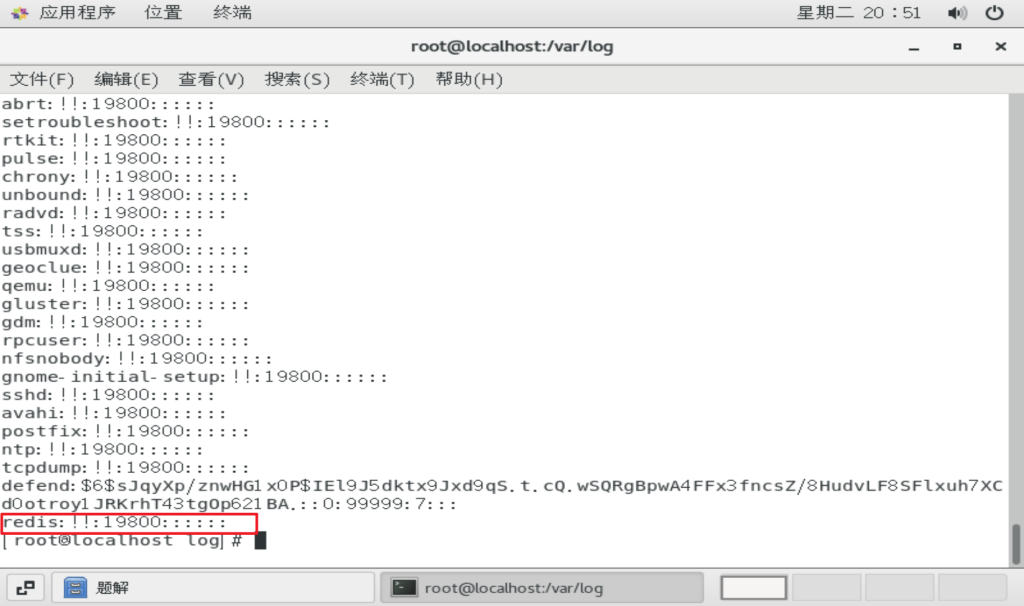 应用程序 位置 终端 星期二 20:51
root@localhost:/var/log
文件(F) 编辑(E) 查看(V) 搜索(S) 终端(T) 帮助(H)
abrt:!!:19800::::::
setroubleshoot:!!:19800::::::
rtkit:!!:19800::::::
pulse:!!:19800::::::
chrony:!!:19800::::::
unbound:!!:19800::::::
radvd:!!:19800::::::
tss:!!:19800::::::
usbmuxd:!!:19800::::::
geoclue:!!:19800::::::
qemu:!!:19800::::::
gluster:!!:19800::::::
gdm:!!:19800::::::
rpcuser:!!:19800::::::
nfsnobody:!!:19800::::::
gnome-initial-setup:!!:19800::::::
sshd:!!:19800::::::
avahi:!!:19800::::::
postfix:!!:19800::::::
ntp:!!:19800::::::
tcpdump:!!:19800::::::
defend:$6$sJqyXp/znwHG1x0P$IEl9J5dktx9Jxd9qS.t.cQ.wSQRgBpwA4FFx3fncsZ/8HudvLF8SFlxuh7XC
d0otroy1JRKrhT43tgOp621BA.::0:99999:7:::
redis:!!:19800::::::
[root@localhost log]#
题解 root@localhost:/var/log